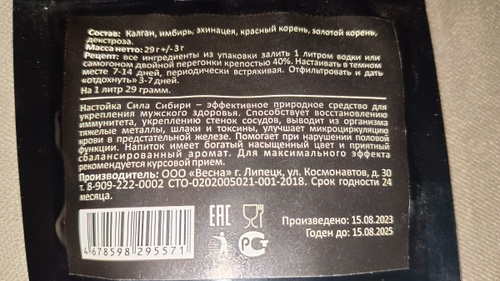 Состав: Калган, имбирь, эхинацея, красный корень, золотой корень,
декстроза.
Масса нетто: 29 г +/-3 г
Рецепт: все ингредиенты из упаковки залить 1 литром водки или
самогоном двойной перегонки крепостью 40%. Настаивать в темном
месте 7-14 дней, периодически встряхивая. Отфильтровать и дать
«отдохнуть» 3-7 дней.
На 1 литр 29 грамм.
Настойка Сила Сибири – эффективное природное средство для
укрепления мужского здоровья. Способствует восстановлению
иммунитета, укреплению стенок сосудов, выводит из организма
тяжелые металлы, шлаки и токсины, улучшает микроциркуляцию
крови в предстательной железе. Помогает при нарушении половой
функции. Напиток имеет богатый насыщенный цвет и приятный
сбалансированный аромат. Для максимального эффекта
рекомендуется курсовой прием.
Производитель: ООО «Весна» г. Липецк, ул. Космонавтов, д. 30
т. 8-909-222-0002 СТО-0202005021-001-2018. Срок годности 24
месяца.
EAC
РСТ
Произведено: 15.08.2023
Годен до: 15.08.2025
4 678598 295571